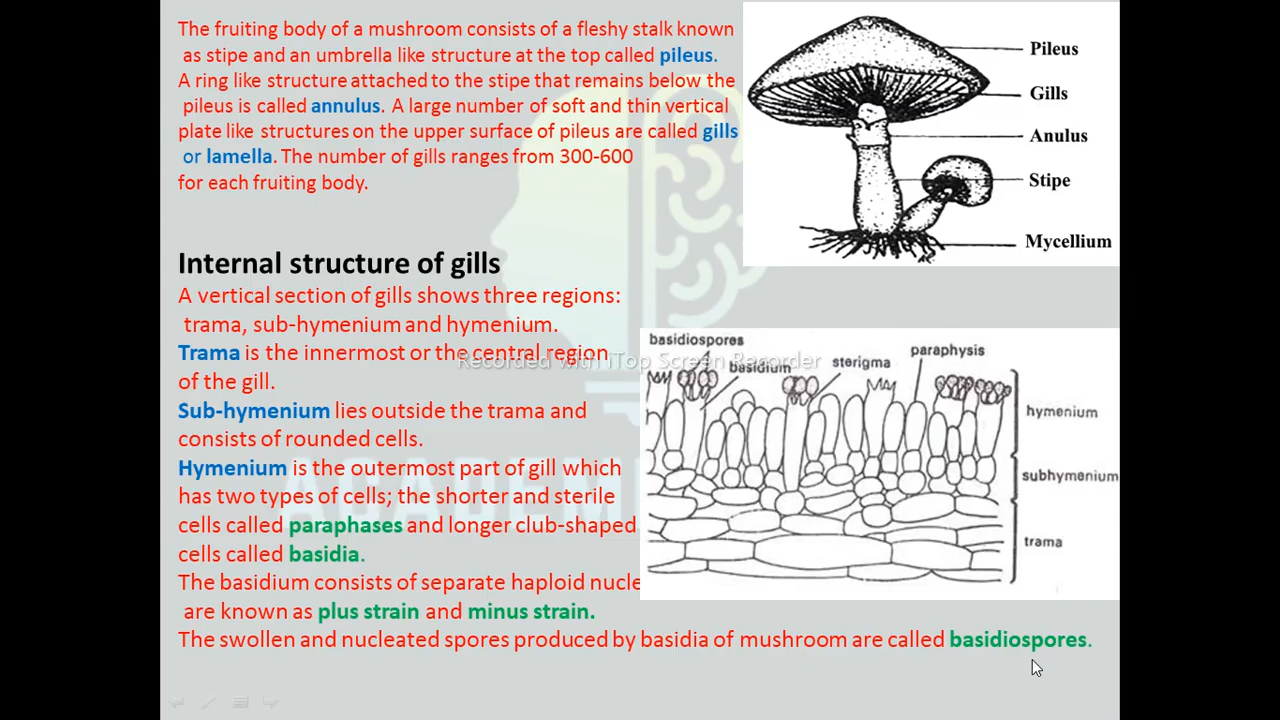 The fruiting body of a mushroom consists of a fleshy stalk known
as stipe and an umbrella like structure at the top called pileus.
A ring like structure attached to the stipe that remains below the
pileus is called annulus. A large number of soft and thin vertical
plate like structures on the upper surface of pileus are called gills
or lamella. The number of gills ranges from 300-600
for each fruiting body.
Pileus
Gills
Anulus
Stipe
Mycellium
Internal structure of gills
A vertical section of gills shows three regions:
trama, sub-hymenium and hymenium.
Trama is the innermost or the central region
of the gill.
Sub-hymenium lies outside the trama and
consists of rounded cells.
Hymenium is the outermost part of gill which
has two types of cells; the shorter and sterile
cells called paraphases and longer club-shaped
cells called basidia.
The basidium consists of separate haploid nucle
are known as plus strain and minus strain.
The swollen and nucleated spores produced by basidia of mushroom are called basidiospores.
basidiospores
basidium
sterigma
paraphysis
hymenium
subhymenium
trama
Recorded with iTop Screen Recorder